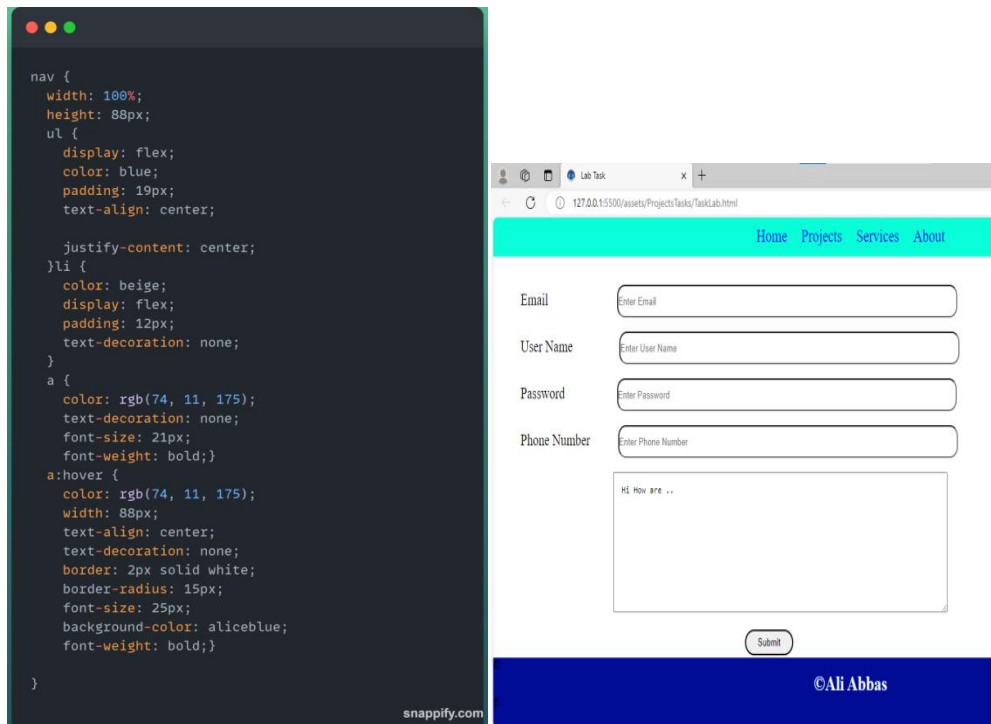 nav {
width: 100%;
height: 88px;
ul {
display: flex;
color: blue;
padding: 19px;
text-align: center;
justify-content: center;
}li {
color: beige;
display: flex;
padding: 12px;
text-decoration: none;
}
a {
color: rgb(74, 11, 175);
text-decoration: none;
font-size: 21px;
font-weight: bold;}
a:hover {
color: rgb(74, 11, 175);
width: 88px;
text-align: center;
text-decoration: none;
border: 2px solid white;
border-radius: 15px;
font-size: 25px;
background-color: aliceblue;
font-weight: bold;}
}
snappify.com
Lab Task
127.0.0.1:5500/assets/ProjectsTasks/TaskLab.html
Home Projects Services About
Email Enter Email
User Name Enter User Name
Password Enter Password
Phone Number Enter Phone Number
Hi How are ..
Submit
©Ali Abbas